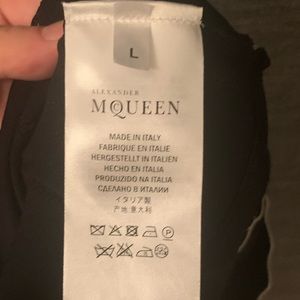 L
ALEXANDER
McQUEEN
MADE IN ITALY
FABRIQUE EN ITALIE
HERGESTELLT IN ITALIEN
HECHO EN ITALIA
PRODUZIDO NA ITALIA
СДЕЛАНО В ИТАЛИИ
イタリア製
产地 意大利